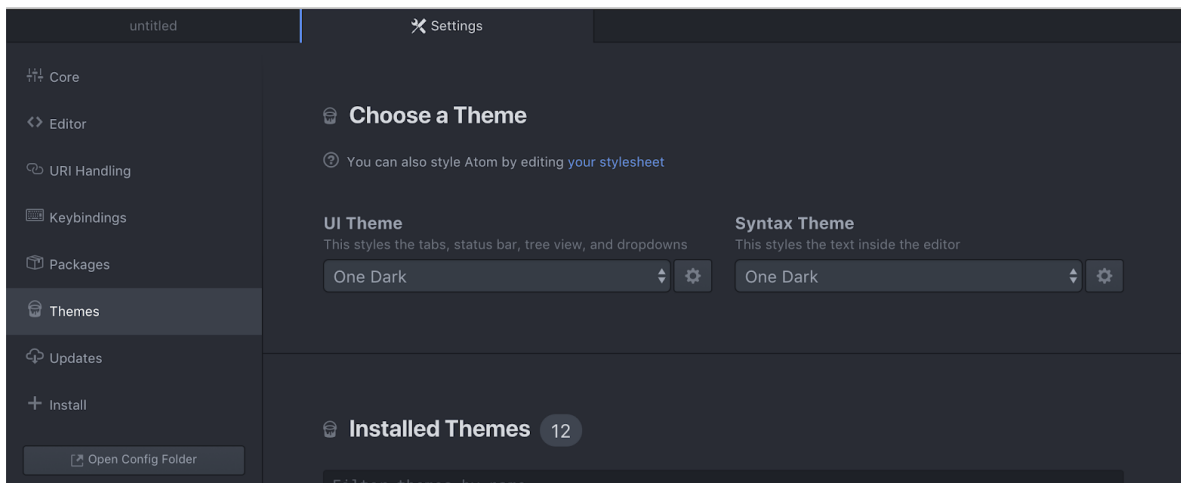 untitled
Settings
Core
Editor
URI Handling
Keybindings
Packages
Themes
Updates
Install
Open Config Folder
Choose a Theme
You can also style Atom by editing your stylesheet
UI Theme
This styles the tabs, status bar, tree view, and dropdowns
One Dark
Syntax Theme
This styles the text inside the editor
One Dark
Installed Themes 12